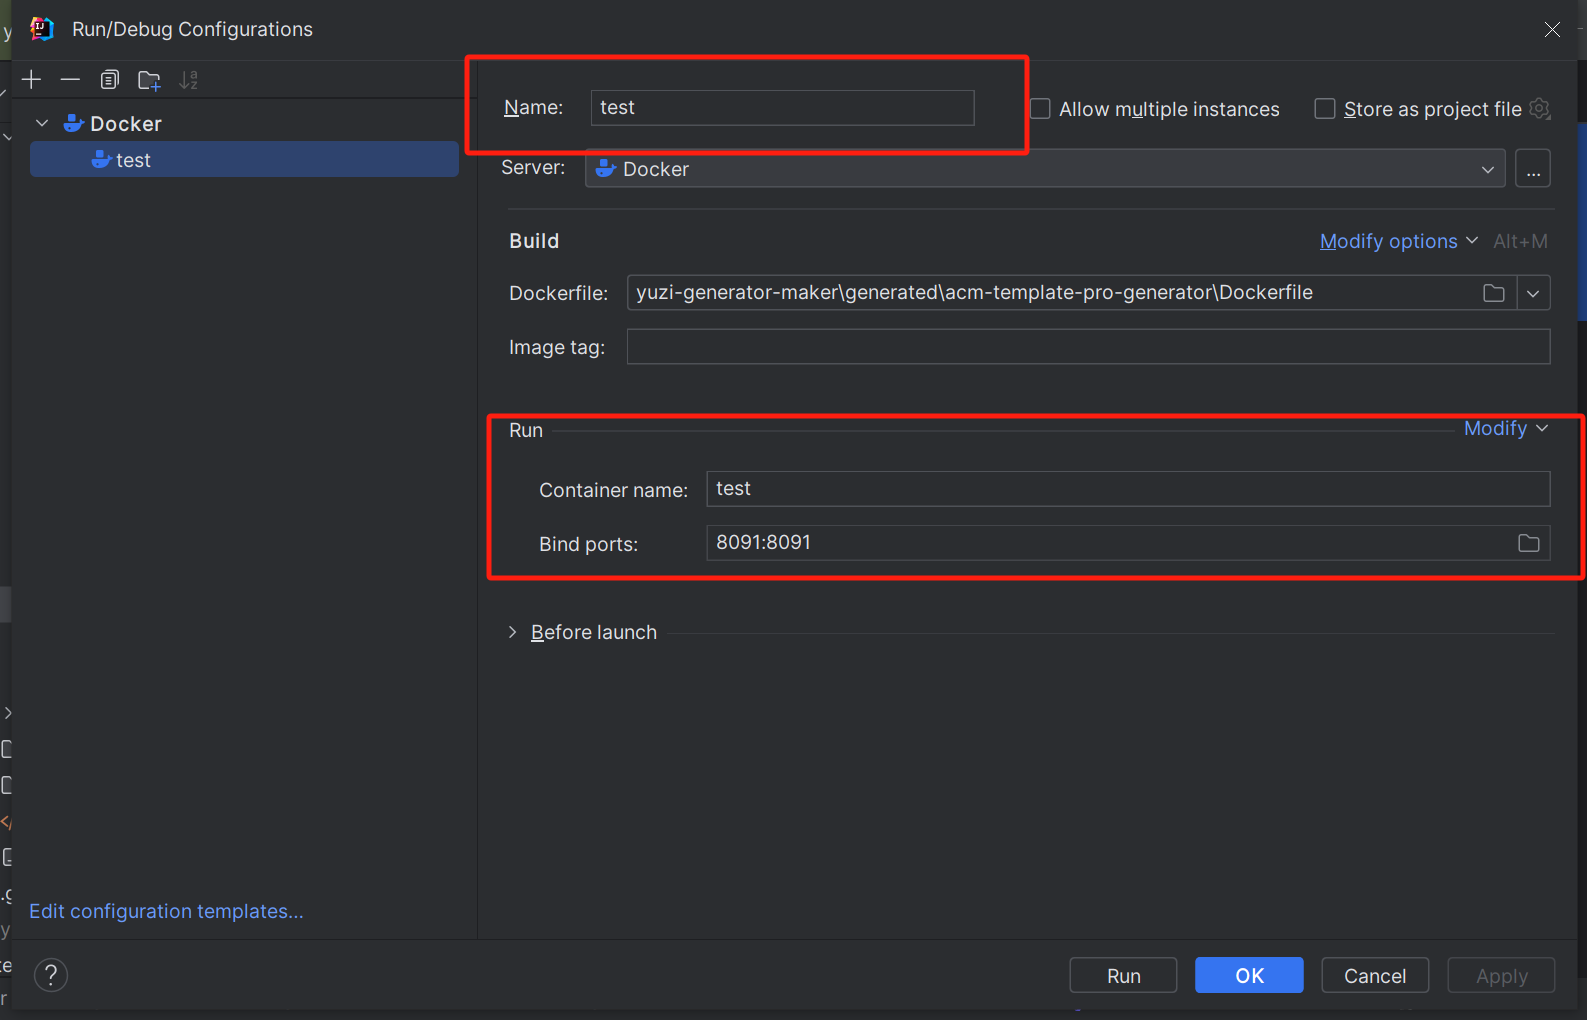 Run/Debug Configurations
Docker
test
Name: test
Allow multiple instances
Store as project file
Server: Docker
...
Build
Modify options Alt+M
Dockerfile: yuzi-generator-maker\generated\acm-template-pro-generator\Dockerfile
Image tag:
Run
Modify
Container name: test
Bind ports: 8091:8091
Before launch
Edit configuration templates...
?
Run
OK
Cancel
Apply